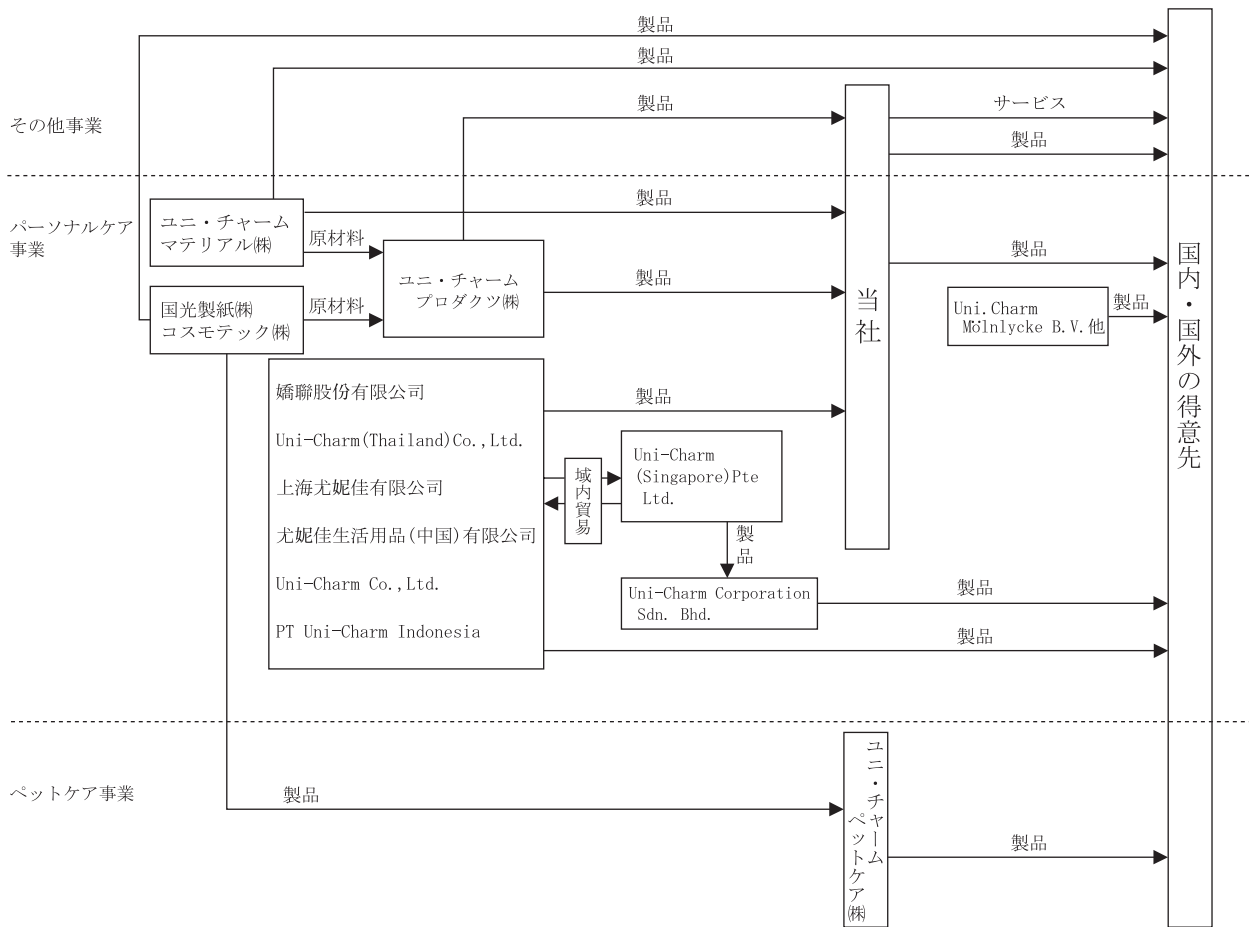 製品
製品
製品
サービス
その他事業
製品
パーソナルケア
事業
ユニ・チャーム
マテリアル㈱
製品
原材料
ユニ・チャーム
プロダクツ㈱
製品
製品
国光製紙㈱
コスモテック㈱
原材料
当社
Uni.Charm
Mölnlycke B.V.他
製品
国内・国外の得意先
嬌聯股份有限公司
Uni-Charm(Thailand)Co.,Ltd.
上海尤妮佳有限公司
尤妮佳生活用品(中国)有限公司
Uni-Charm Co.,Ltd.
PT Uni-Charm Indonesia
製品
域内貿易
Uni-Charm
(Singapore)Pte
Ltd.
製品
Uni-Charm Corporation
Sdn. Bhd.
製品
製品
ペットケア事業
製品
ユニ・チャーム
ペットケア㈱
製品